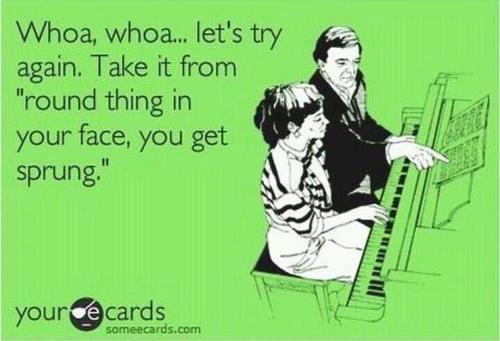 Whoa, whoa... let's try
again. Take it from
"round thing in
your face, you get
sprung."
your e cards
someecards.com